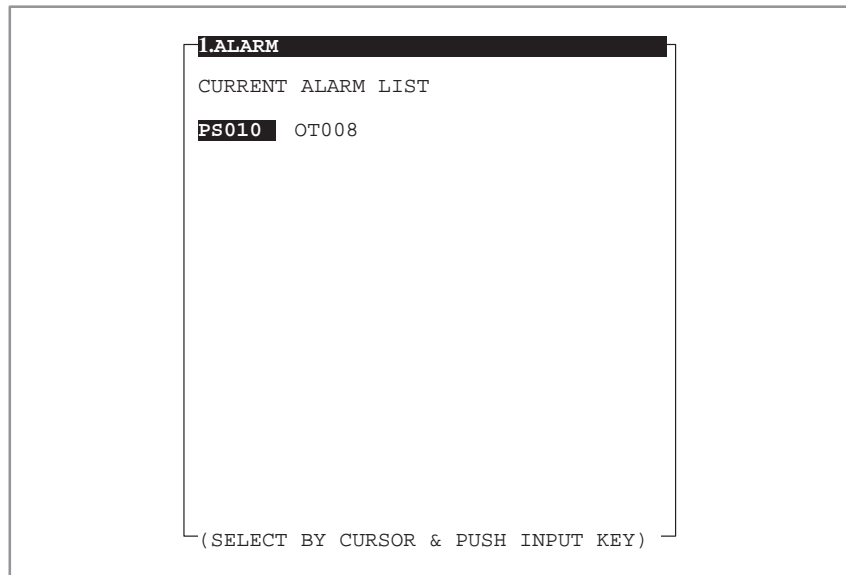 1.ALARM
CURRENT ALARM LIST
PS010 OT008
(SELECT BY CURSOR & PUSH INPUT KEY)